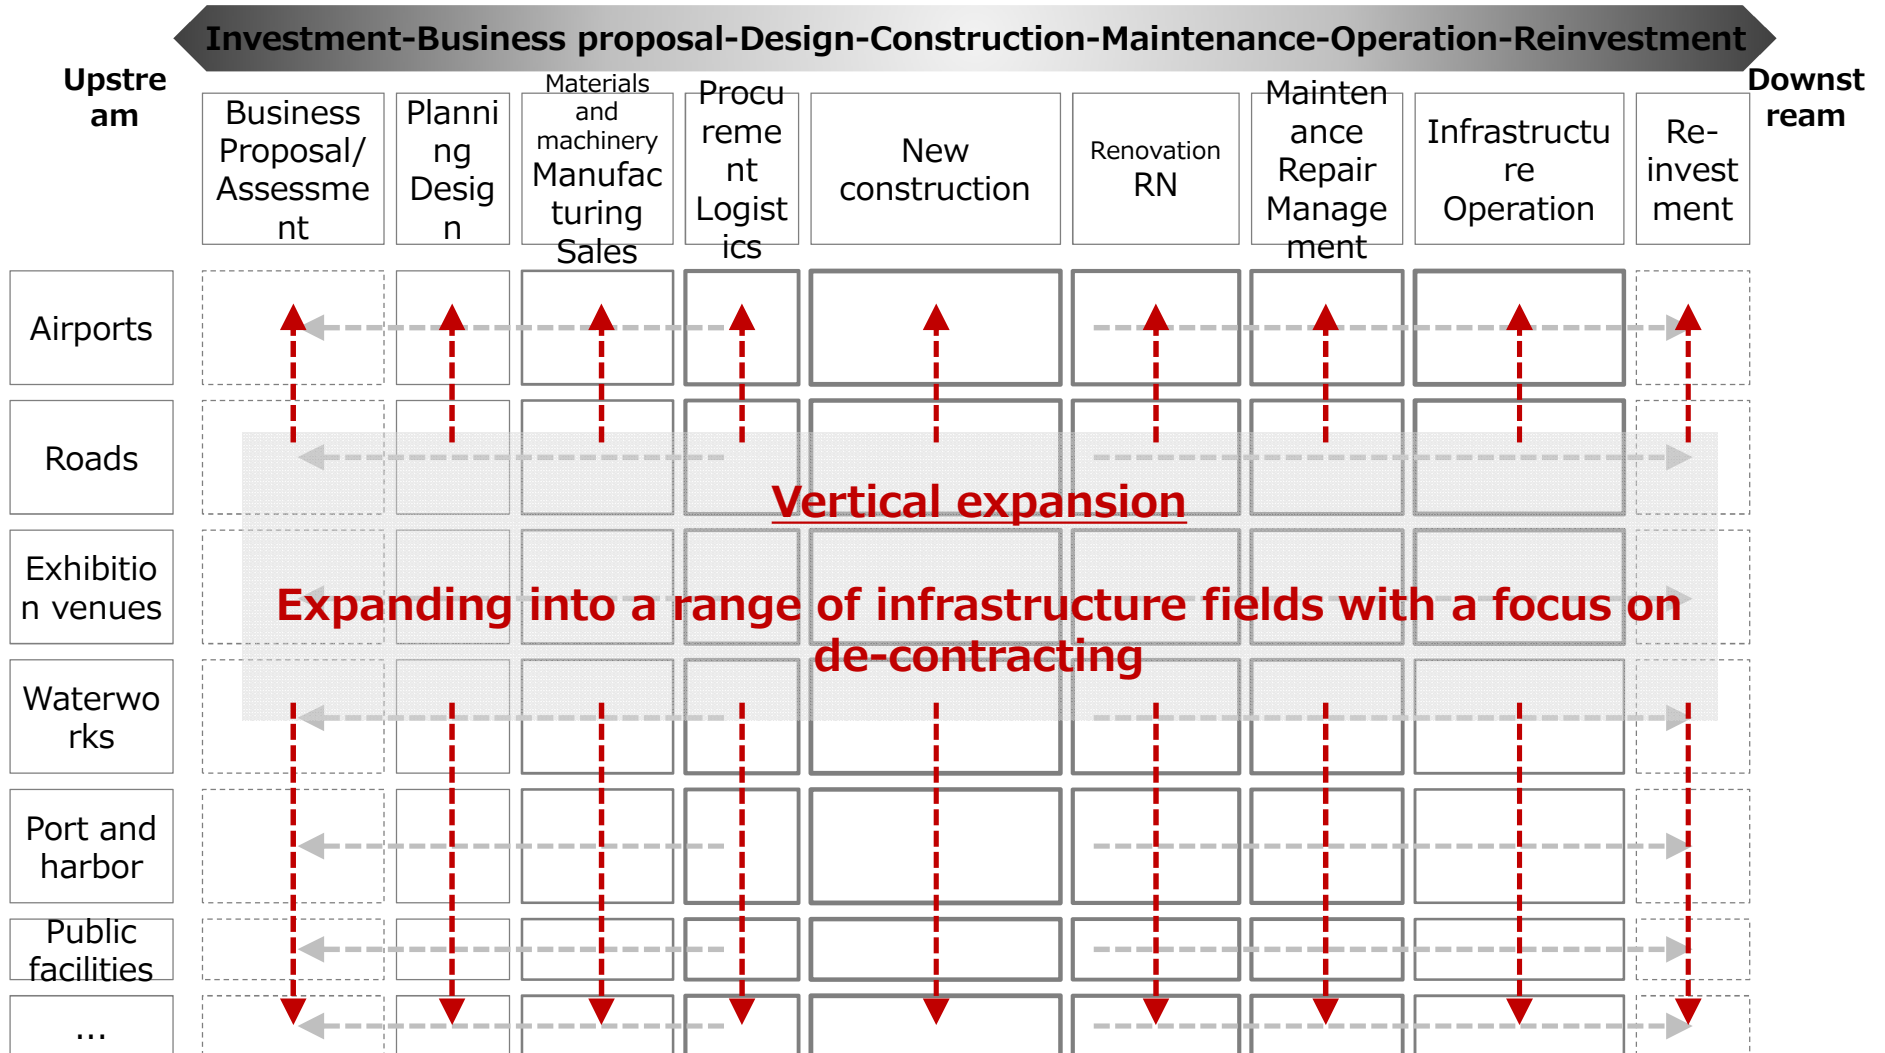 Investment-Business proposal-Design-Construction-Maintenance-Operation-Reinvestment
Upstre
am
Downst
ream
Business
Proposal/
Assessme
nt
Planni
ng
Desig
n
Materials
and
machinery
Manufac
turing
Sales
Procu
reme
nt
Logist
ics
New
construction
Renovation
RN
Mainten
ance
Repair
Manage
ment
Infrastructu
re
Operation
Re-
invest
ment
Airports
Roads
Vertical expansion
Exhibitio
n venues
Expanding into a range of infrastructure fields with a focus on
de-contracting
Waterwo
rks
Port and
harbor
Public
facilities
...